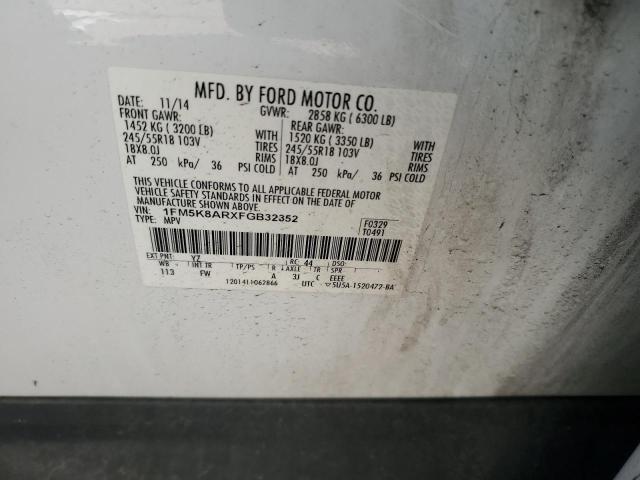 MFD. BY FORD MOTOR CO.
DATE: 11/14 GVWR: 2858 KG ( 6300 LB)
FRONT GAWR: REAR GAWR:
1452 KG ( 3200 LB) 1520 KG ( 3350 LB)
245/55R18 103V TIRES 245/55R18 103V TIRES
18X8.0J RIMS 18X8.0J RIMS
AT 250 kPa/ 36 PSI COLD AT 250 kPa/ 36 PSI COLD
THIS VEHICLE CONFORMS TO ALL APPLICABLE FEDERAL MOTOR
VEHICLE SAFETY STANDARDS IN EFFECT ON THE DATE OF
MANUFACTURE SHOWN ABOVE.
VIN: 1FM5K8ARXFGB32352
TYPE: MPV
F0329
T0491
EXT PNT: YZ RC: 44 DSO:
WB INT TR TP/PS R AXLE TR SPR
113 FW A 3J C EEEE
1201411062866 UTC 5U5A-1520472-BA